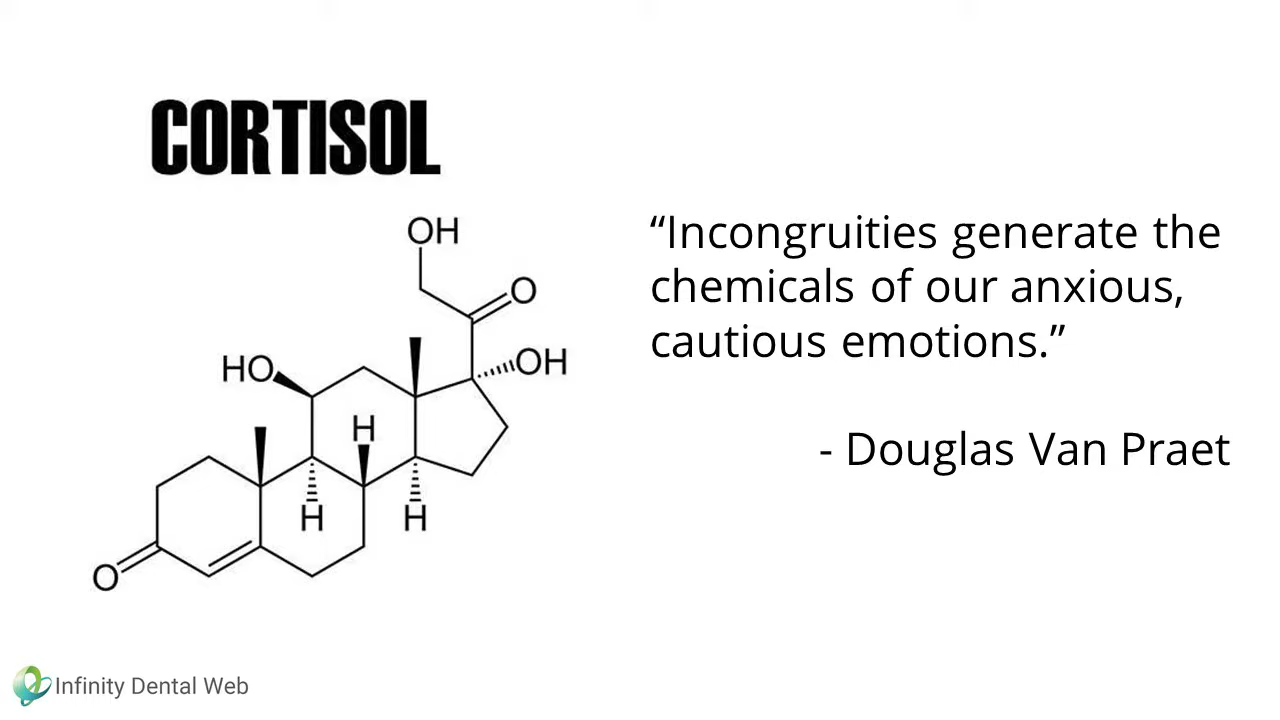 CORTISOL
OH
O
HO
OH
H
H
H
O
“Incongruities generate the
chemicals of our anxious,
cautious emotions.”
- Douglas Van Praet
Infinity Dental Web